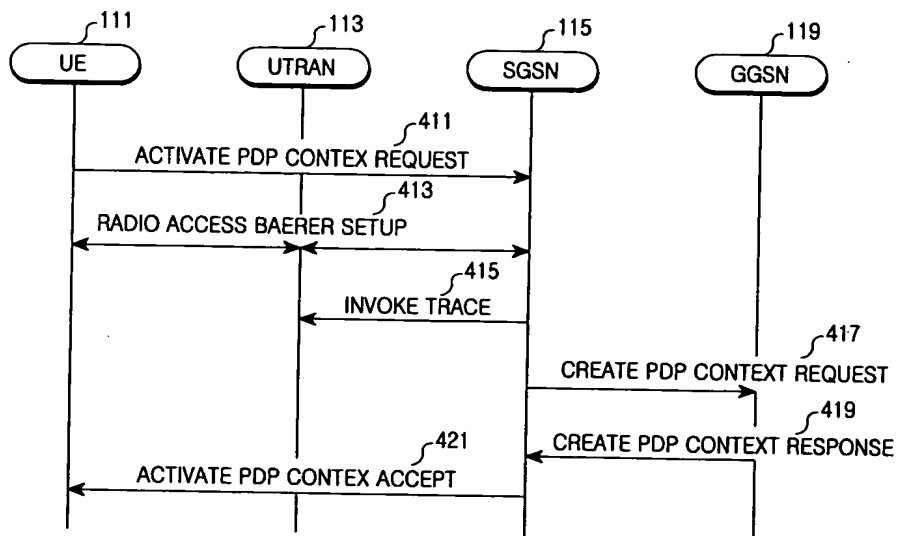 111
113
115
119
UE
UTRAN
SGSN
GGSN
411
ACTIVATE PDP CONTEX REQUEST
413
RADIO ACCESS BAERER SETUP
415
INVOKE TRACE
417
CREATE PDP CONTEXT REQUEST
419
CREATE PDP CONTEXT RESPONSE
421
ACTIVATE PDP CONTEX ACCEPT